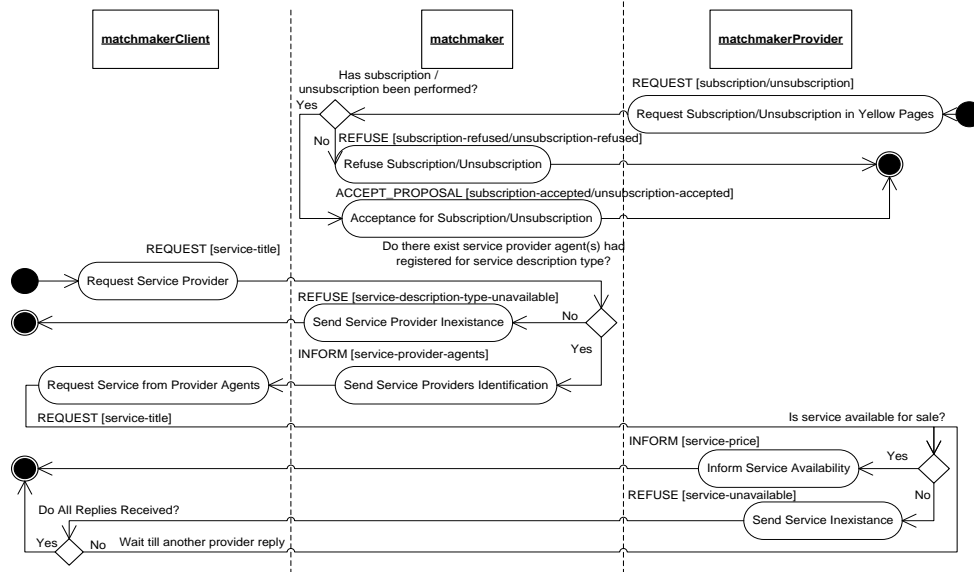 matchmakerClient
matchmaker
matchmakerProvider
Has subscription /
unsubscription been performed?
REQUEST [subscription/unsubscription]
Yes
Request Subscription/Unsubscription in Yellow Pages
No
REFUSE [subscription-refused/unsubscription-refused]
Refuse Subscription/Unsubscription
ACCEPT_PROPOSAL [subscription-accepted/unsubscription-accepted]
Acceptance for Subscription/Unsubscription
Do there exist service provider agent(s) had
registered for service description type?
REQUEST [service-title]
Request Service Provider
REFUSE [service-description-type-unavailable]
Send Service Provider Inexistance
No
Yes
INFORM [service-provider-agents]
Request Service from Provider Agents
Send Service Providers Identification
REQUEST [service-title]
Is service available for sale?
INFORM [service-price]
Inform Service Availability
Yes
No
REFUSE [service-unavailable]
Do All Replies Received?
Send Service Inexistance
Yes
No
Wait till another provider reply